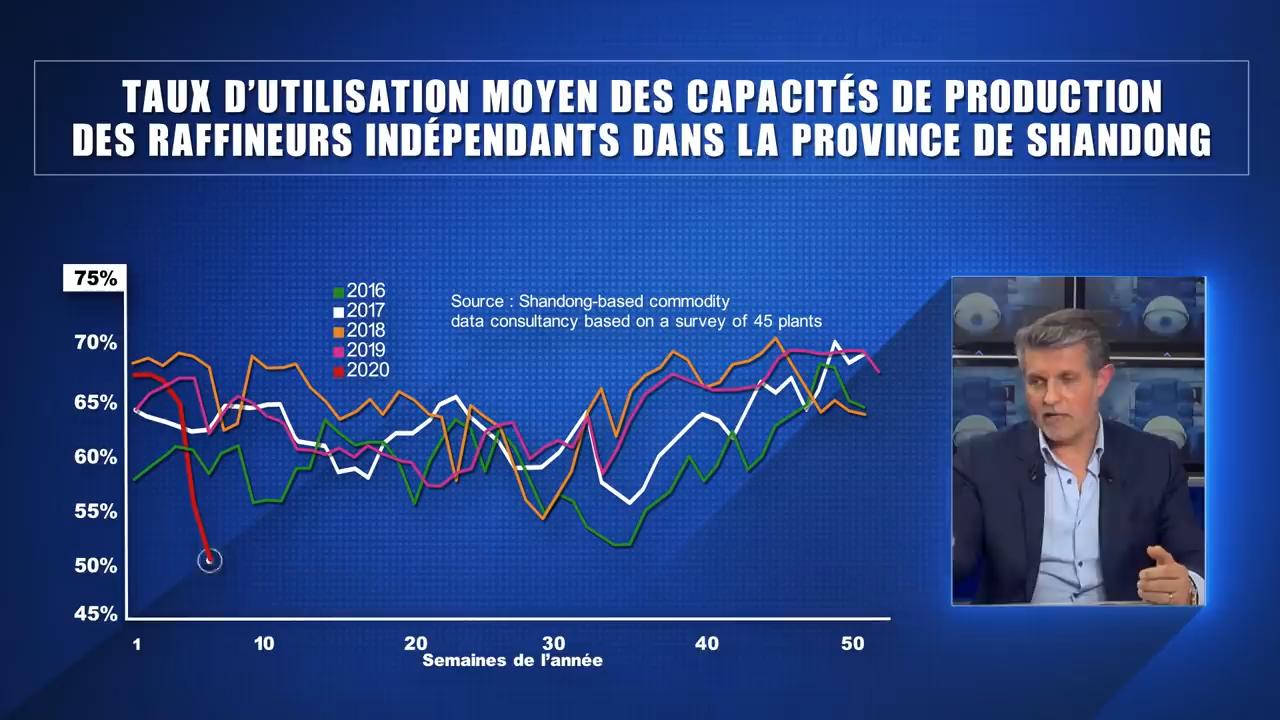 TAUX D’UTILISATION MOYEN DES CAPACITÉS DE PRODUCTION
DES RAFFINEURS INDÉPENDANTS DANS LA PROVINCE DE SHANDONG
75%
70%
65%
60%
55%
50%
45%
2016
2017
2018
2019
2020
Source : Shandong-based commodity
data consultancy based on a survey of 45 plants
1 10 20 30 40 50
Semaines de l’année